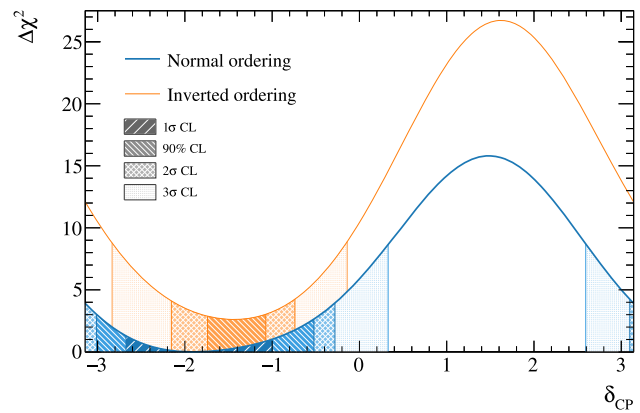 Δχ²
25
20
15
10
5
0
Normal ordering
Inverted ordering
1σ CL
90% CL
2σ CL
3σ CL
−3 −2 −1 0 1 2 3
δCP